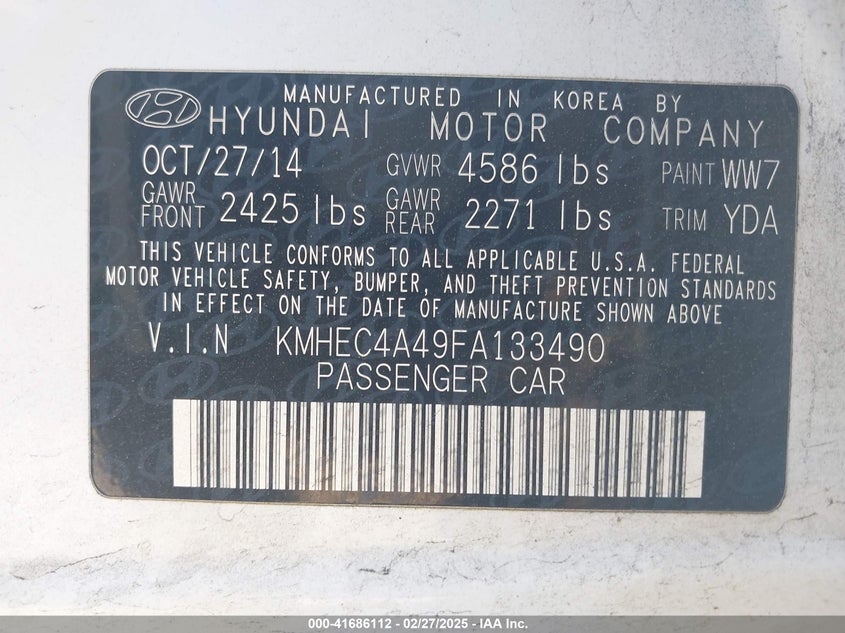 MANUFACTURED IN KOREA BY
HYUNDAI MOTOR COMPANY
OCT/27/14 GVWR 4586 lbs PAINT WW7
GAWR FRONT 2425 lbs GAWR REAR 2271 lbs TRIM YDA
THIS VEHICLE CONFORMS TO ALL APPLICABLE U.S.A. FEDERAL
MOTOR VEHICLE SAFETY, BUMPER, AND THEFT PREVENTION STANDARDS
IN EFFECT ON THE DATE OF MANUFACTURE SHOWN ABOVE
V.I.N KMHEC4A49FA133490
PASSENGER CAR
000-41686112 - 02/27/2025 - IAAI Inc.